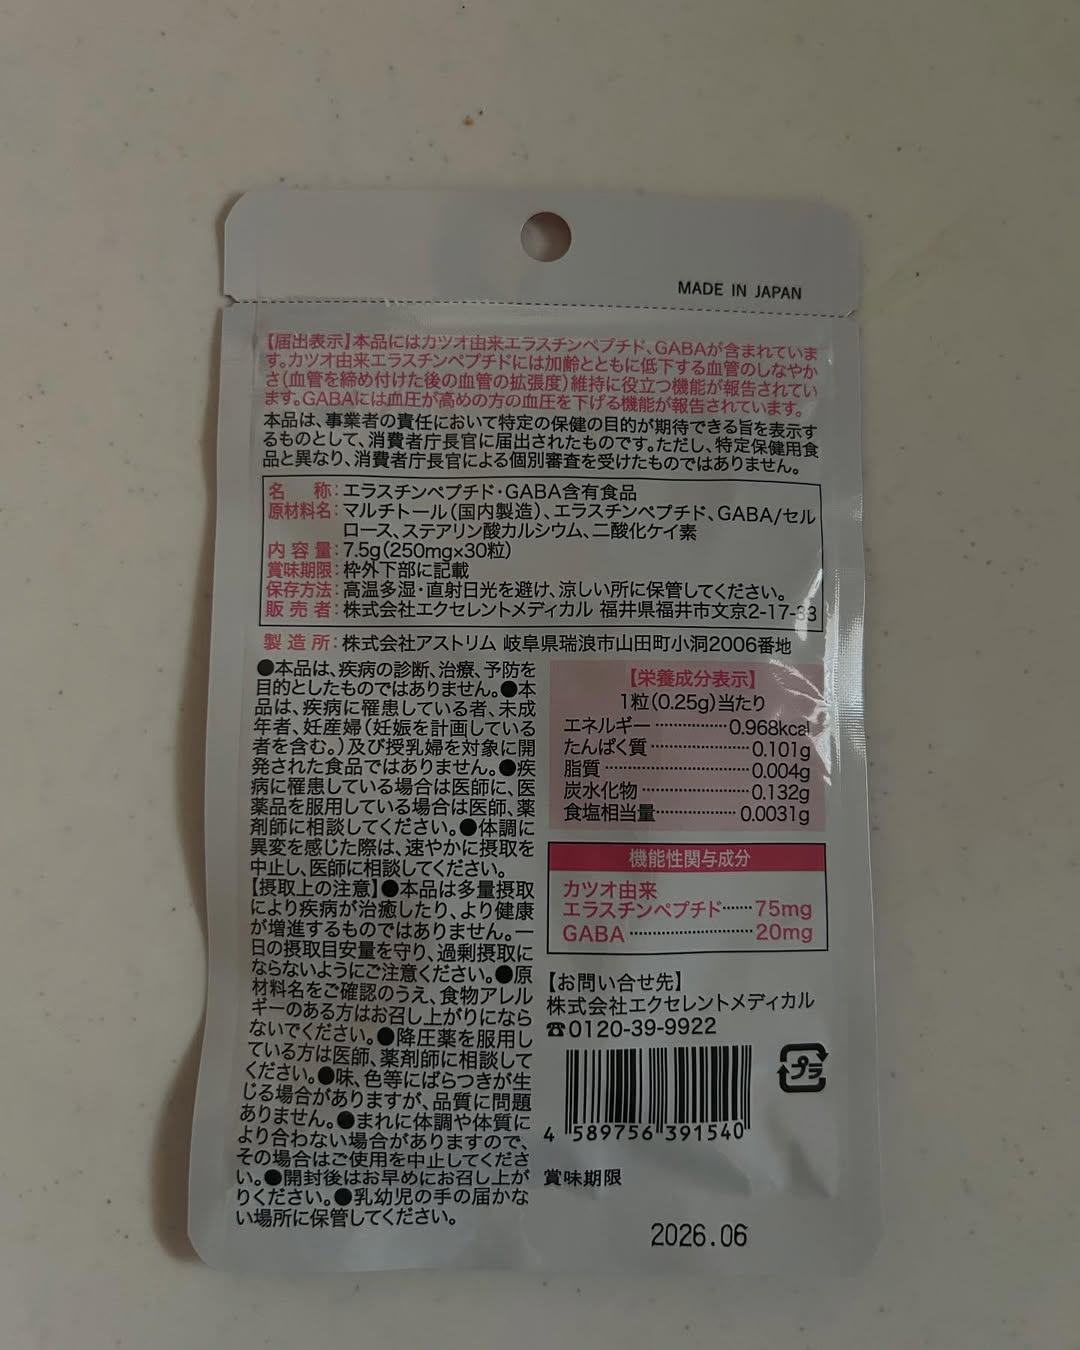 MADE IN JAPAN
【届出表示】本品にはカツオ由来エラスチンペプチド、GABAが含まれていま
す。カツオ由来エラスチンペプチドには加齢とともに低下する血管のしなやか
さ(血管を締め付けた後の血管の拡張度)維持に役立つ機能が報告されてい
ます。GABAには血圧が高めの方の血圧を下げる機能が報告されています。
本品は、事業者の責任において特定の保健の目的が期待できる旨を表示す
るものとして、消費者庁長官に届出されたものです。ただし、特定保健用食
品と異なり、消費者庁長官による個別審査を受けたものではありません。
名称:エラスチンペプチド・GABA含有食品
原材料名:マルチトール(国内製造)、エラスチンペプチド、GABA/セル
ロース、ステアリン酸カルシウム、二酸化ケイ素
内容量:7.5g(250mg×30粒)
賞味期限:枠外下部に記載
保存方法:高温多湿・直射日光を避け、涼しい所に保管してください。
販売者:株式会社エクセレントメディカル 福井県福井市文京2-17-33
製造所:株式会社アストリム 岐阜県瑞浪市山田町小洞2006番地
●本品は、疾病の診断、治療、予防を
目的としたものではありません。●本
品は、疾病に罹患している者、未成
年者、妊産婦(妊娠を計画している
者を含む。)及び授乳婦を対象に開
発された食品ではありません。●疾
病に罹患している場合は医師に、医
薬品を服用している場合は医師、薬
剤師に相談してください。●体調に
異変を感じた際は、速やかに摂取を
中止し、医師に相談してください。
【摂取上の注意】●本品は多量摂取
により疾病が治癒したり、より健康
が増進するものではありません。一
日の摂取目安量を守り、過剰摂取に
ならないようにご注意ください。●原
材料名をご確認のうえ、食物アレル
ギーのある方はお召し上がりになら
ないでください。●降圧薬を服用し
ている方は医師、薬剤師に相談して
ください。●味、色等にばらつきが生
じる場合がありますが、品質に問題
ありません。●まれに体調や体質に
より合わない場合がありますので、
その場合はご使用を中止してくださ
い。●開封後はお早めにお召し上が
りください。●乳幼児の手の届かな
い場所に保管してください。
【栄養成分表示】
1粒(0.25g)当たり
エネルギー…………0.968kcal
たんぱく質…………0.101g
脂質…………0.004g
炭水化物…………0.132g
食塩相当量…………0.0031g
機能性関与成分
カツオ由来
エラスチンペプチド……75mg
GABA…………20mg
【お問い合せ先】
株式会社エクセレントメディカル
☎0120-39-9922
プラ
4 589756 391540
賞味期限
2026.06